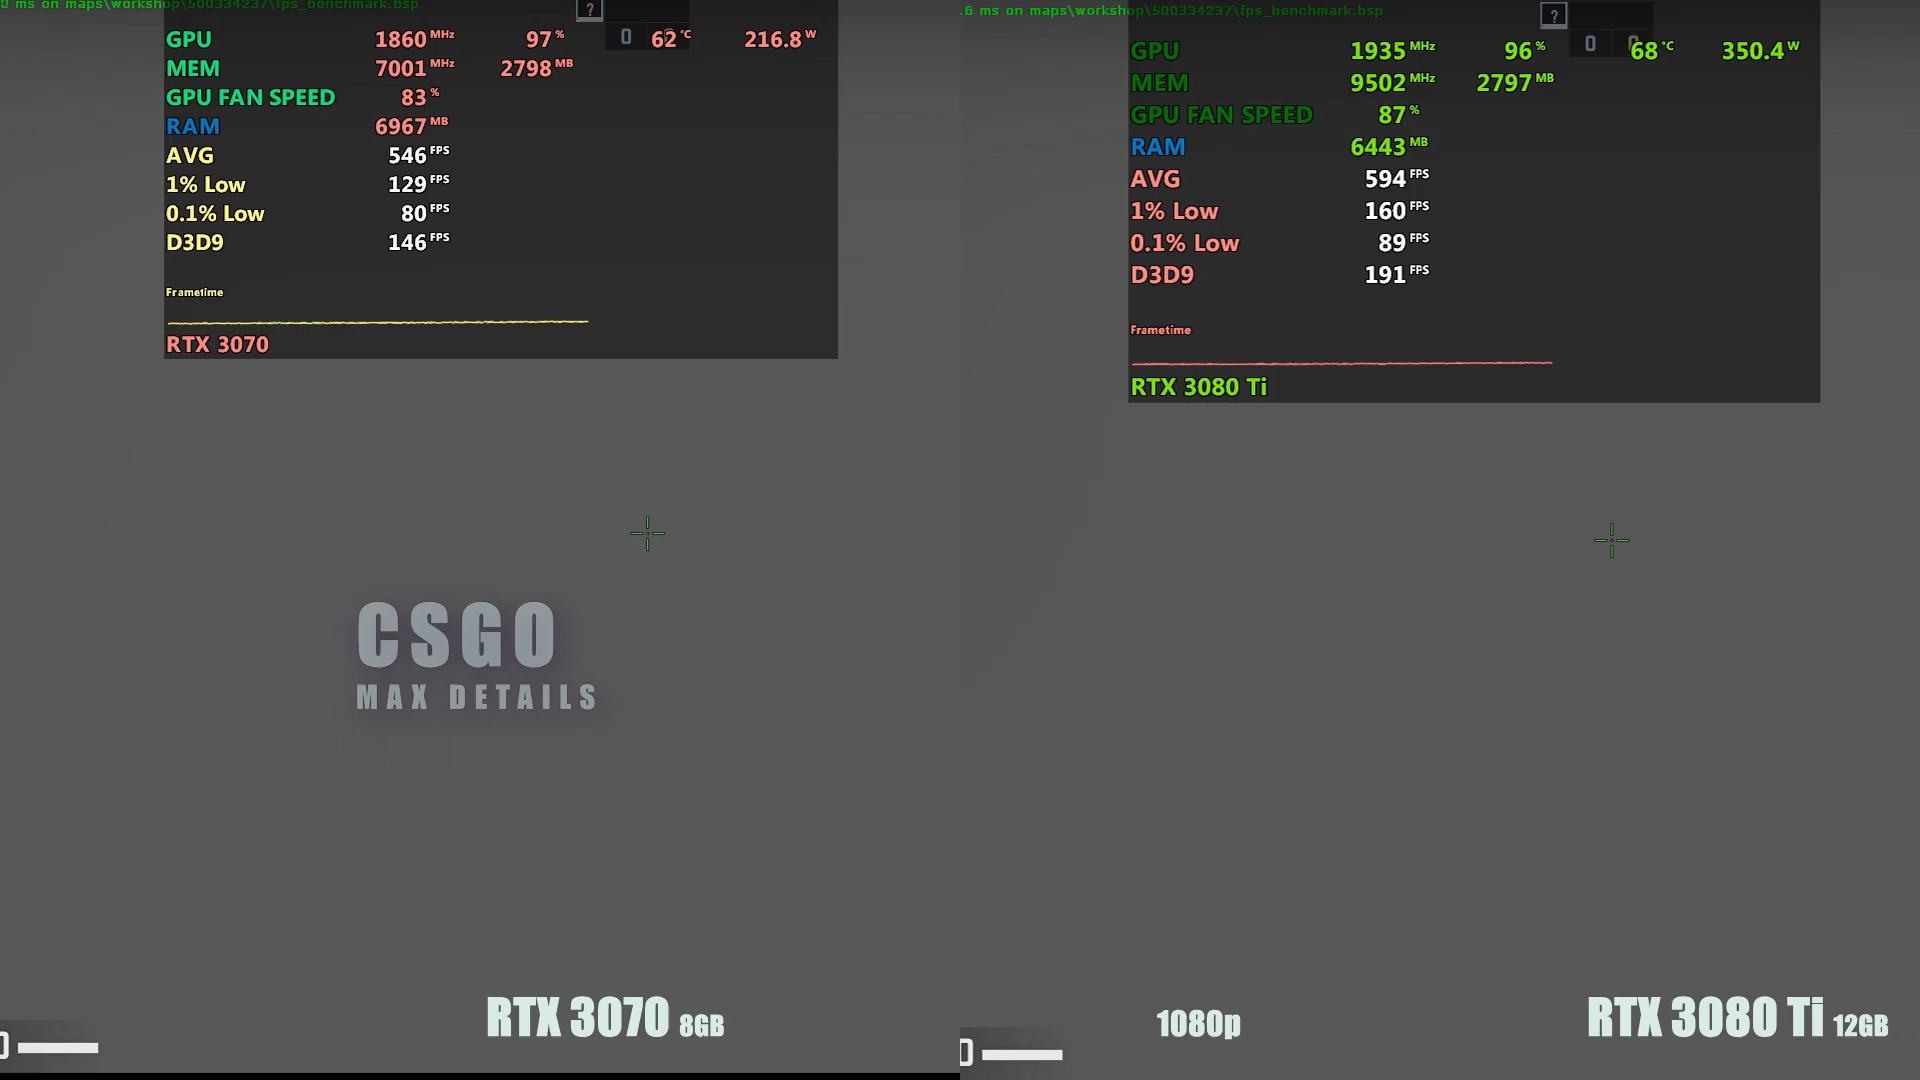 0 ms on maps\workshop\500334237\fps_benchmark.bsp
?
0
GPU 1860 MHz 97 % 62 °C 216.8 W
MEM 7001 MHz 2798 MB
GPU FAN SPEED 83 %
RAM 6967 MB
AVG 546 FPS
1% Low 129 FPS
0.1% Low 80 FPS
D3D9 146 FPS
Frametime
RTX 3070
CSGO
MAX DETAILS
RTX 3070 8GB
.6 ms on maps\workshop\500334237\fps_benchmark.bsp
?
0 0
GPU 1935 MHz 96 % 68 °C 350.4 W
MEM 9502 MHz 2797 MB
GPU FAN SPEED 87 %
RAM 6443 MB
AVG 594 FPS
1% Low 160 FPS
0.1% Low 89 FPS
D3D9 191 FPS
Frametime
RTX 3080 Ti
1080p
RTX 3080 Ti 12GB